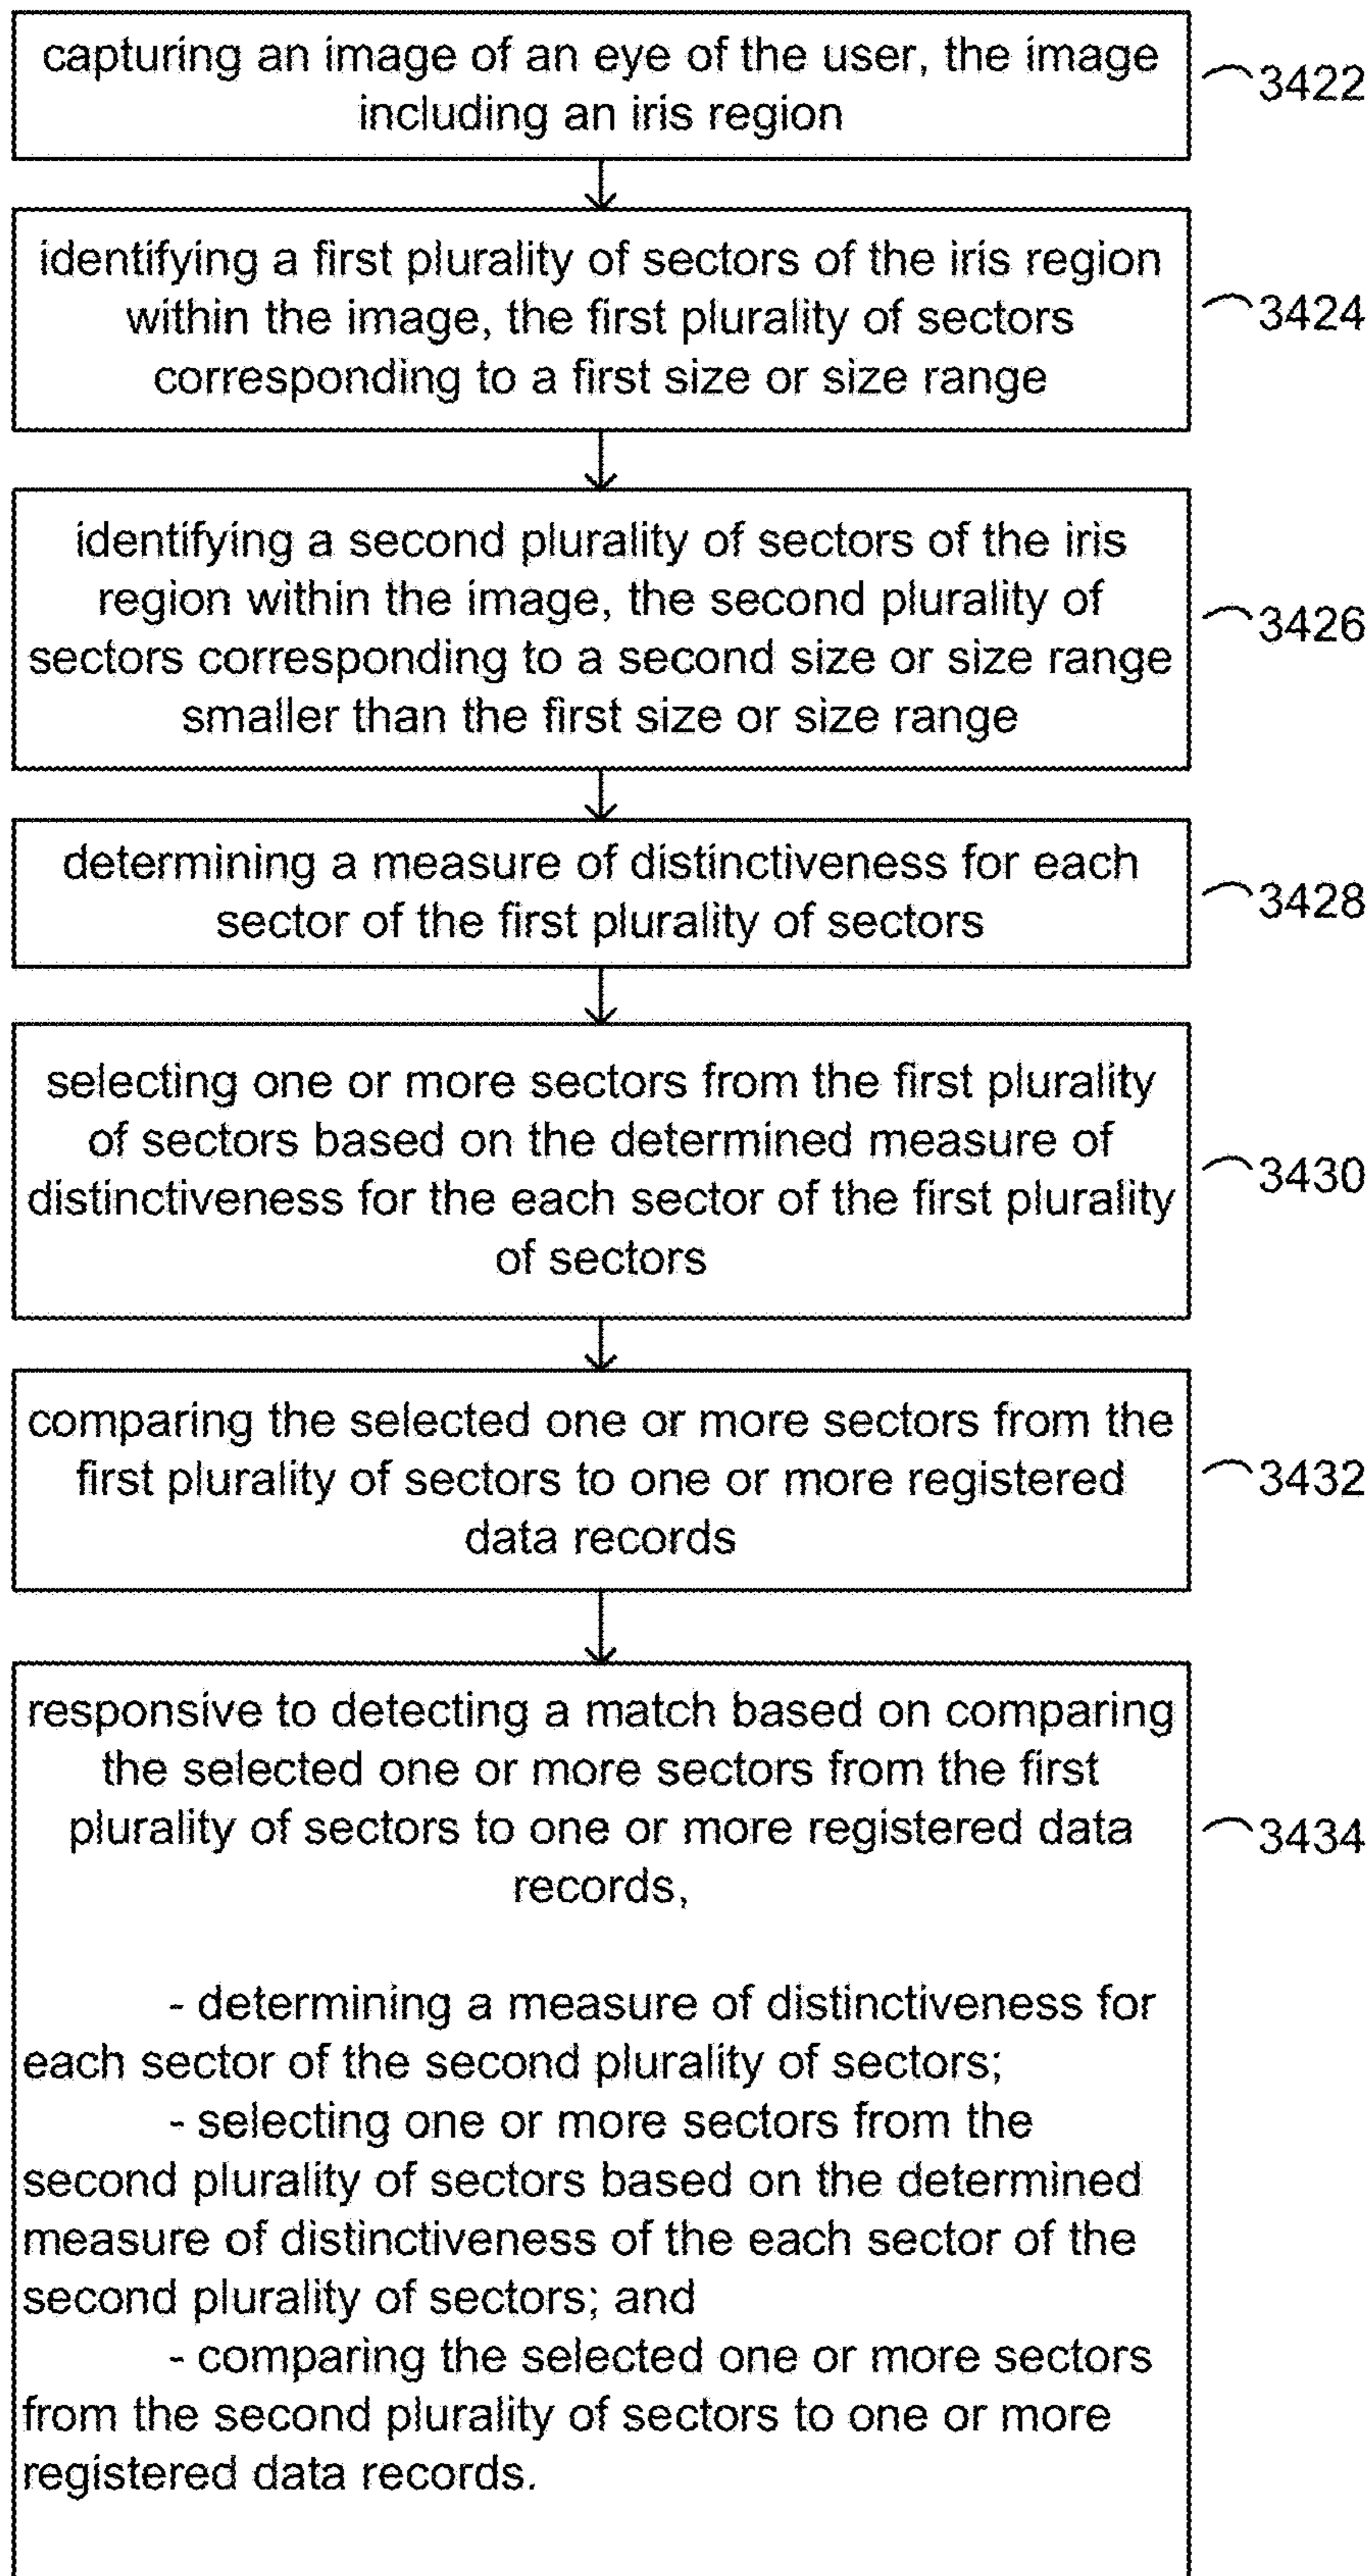 capturing an image of an eye of the user, the image
including an iris region
3422
identifying a first plurality of sectors of the iris region
within the image, the first plurality of sectors
corresponding to a first size or size range
3424
identifying a second plurality of sectors of the iris
region within the image, the second plurality of
sectors corresponding to a second size or size range
smaller than the first size or size range
3426
determining a measure of distinctiveness for each
sector of the first plurality of sectors
3428
selecting one or more sectors from the first plurality
of sectors based on the determined measure of
distinctiveness for the each sector of the first plurality
of sectors
3430
comparing the selected one or more sectors from the
first plurality of sectors to one or more registered
data records
3432
responsive to detecting a match based on comparing
the selected one or more sectors from the first
plurality of sectors to one or more registered data
records,
3434
- determining a measure of distinctiveness for
each sector of the second plurality of sectors;
- selecting one or more sectors from the
second plurality of sectors based on the determined
measure of distinctiveness of the each sector of the
second plurality of sectors; and
- comparing the selected one or more sectors
from the second plurality of sectors to one or more
registered data records.